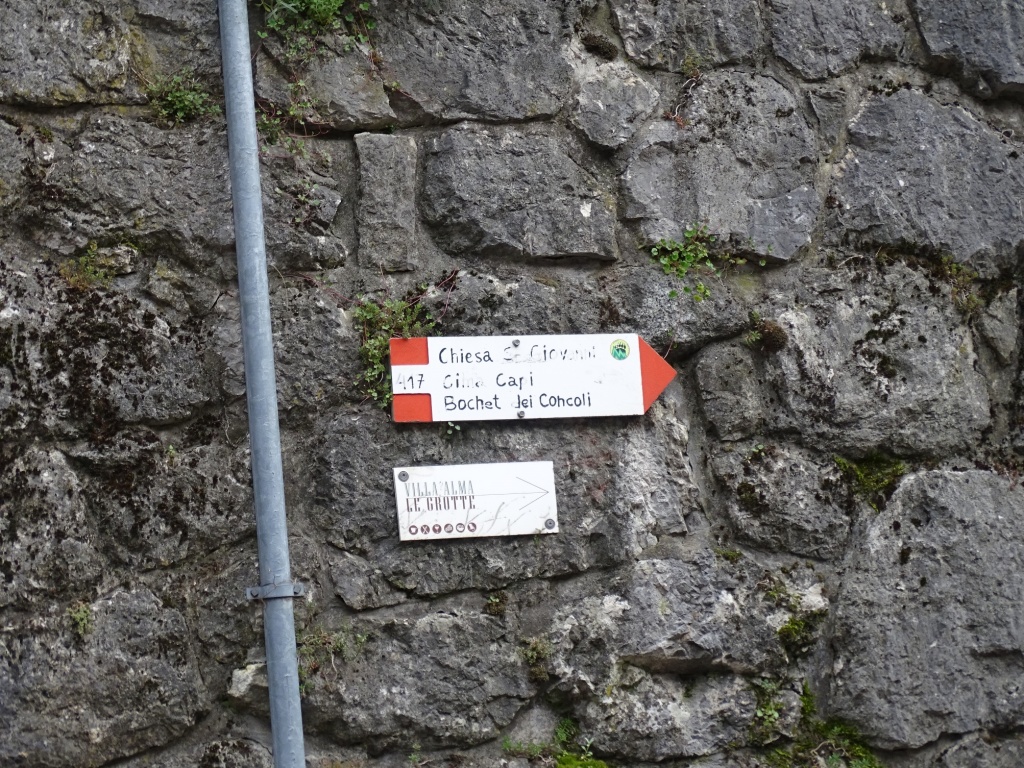 Chiesa S. Giovanni
417 Cima Capi
Bochet dei Concoli
VILLA ALMA
LE GROTTE